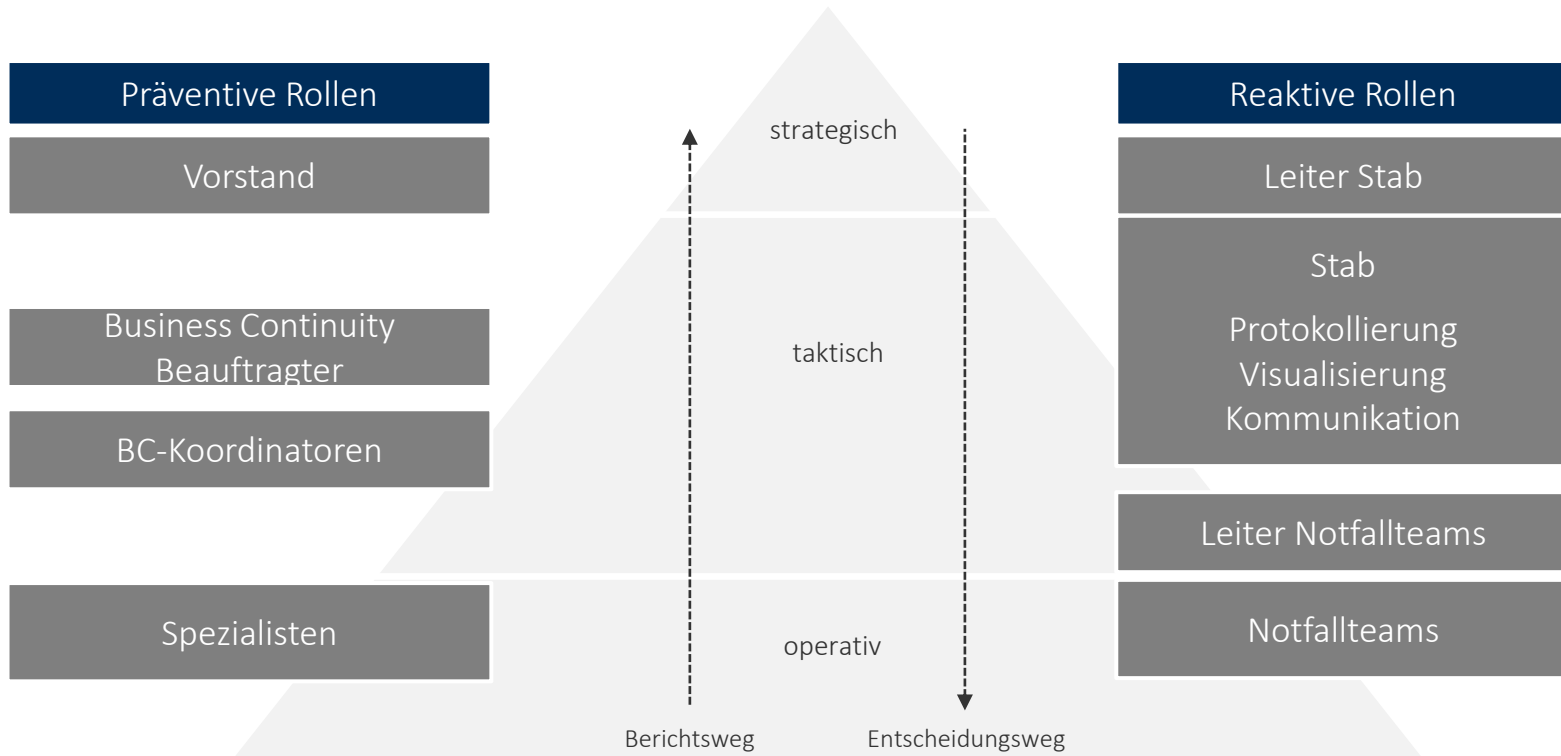 Präventive Rollen
Vorstand
Business Continuity
Beauftragter
BC-Koordinatoren
Spezialisten
strategisch
taktisch
operativ
Berichtsweg
Entscheidungsweg
Reaktive Rollen
Leiter Stab
Stab
Protokollierung
Visualisierung
Kommunikation
Leiter Notfallteams
Notfallteams